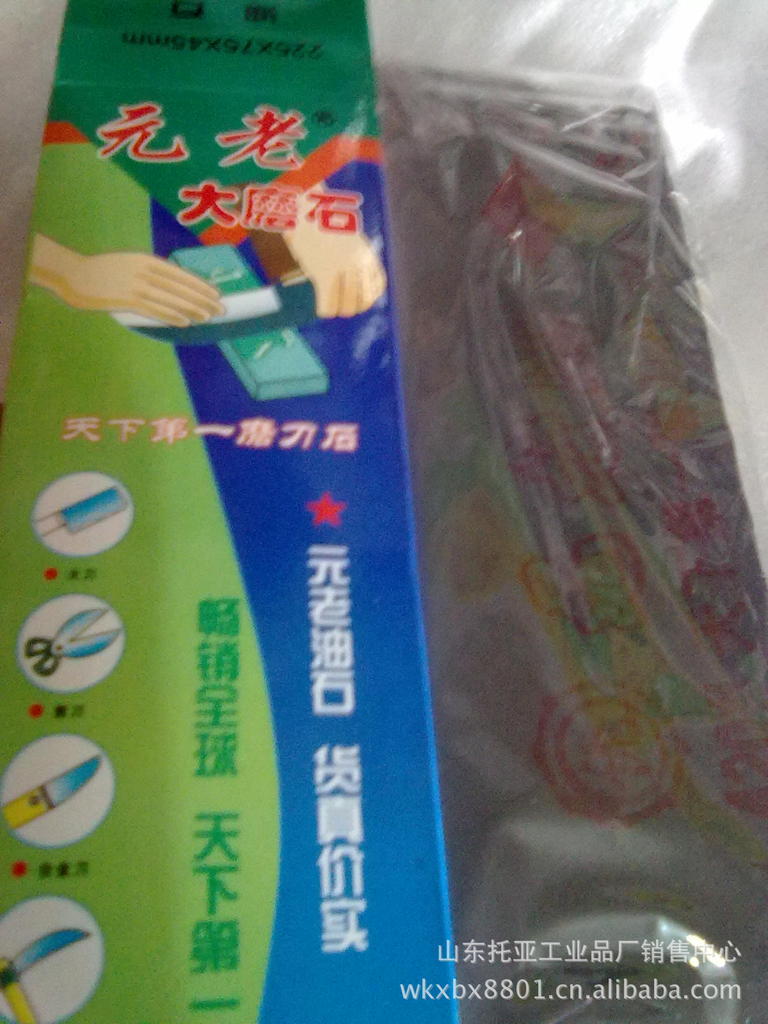 油石
225X75X45mm
元老®
大磨石
天下第一磨刀石
★元老油石 货真价实
畅销全球 天下第一
山东托亚工业品厂销售中心
wkxbx8801.cn.alibaba.com